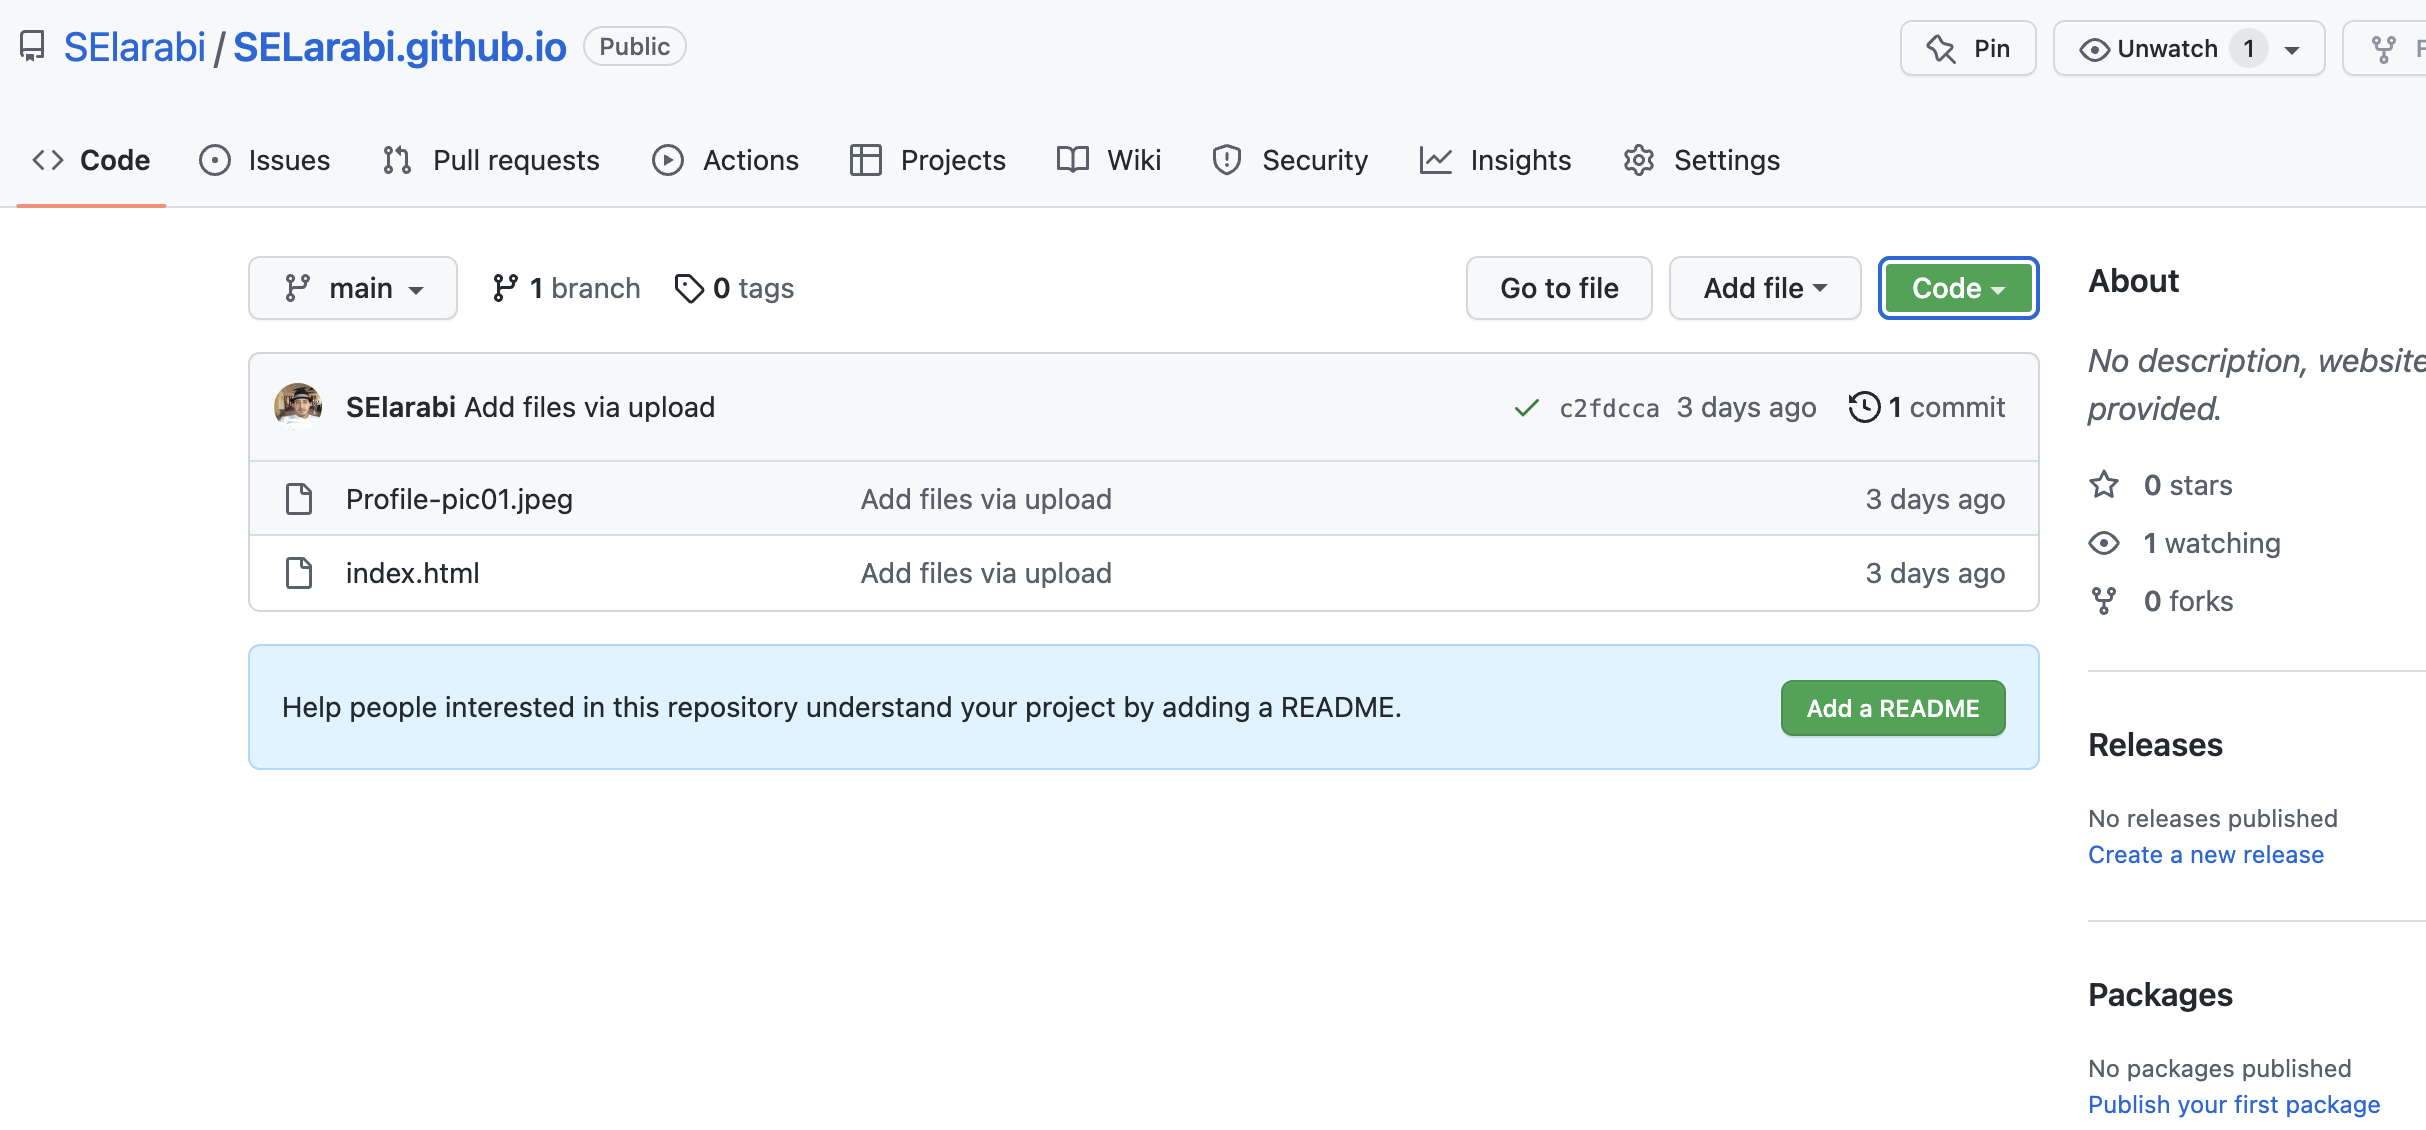 SElarabi / SELarabi.github.io Public Pin Unwatch 1
Code Issues Pull requests Actions Projects Wiki Security Insights Settings
main 1 branch 0 tags Go to file Add file Code
SElarabi Add files via upload c2fdcca 3 days ago 1 commit
Profile-pic01.jpeg Add files via upload 3 days ago
index.html Add files via upload 3 days ago
Help people interested in this repository understand your project by adding a README. Add a README
About
No description, website
provided.
0 stars
1 watching
0 forks
Releases
No releases published
Create a new release
Packages
No packages published
Publish your first package